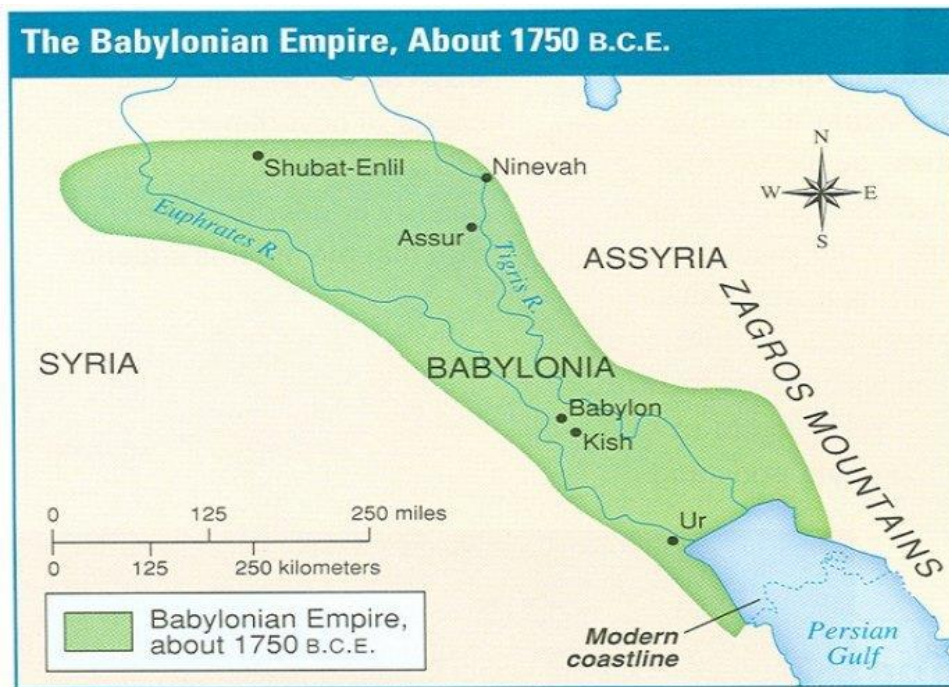 The Babylonian Empire, About 1750 B.C.E.
Shubat-Enlil
Ninevah
N
W
E
S
Euphrates R.
Assur
Tigris R.
ASSYRIA
ZAGROS MOUNTAINS
SYRIA
BABYLONIA
Babylon
Kish
0 125 250 miles
Ur
0 125 250 kilometers
Babylonian Empire,
about 1750 B.C.E.
Modern
coastline
Persian
Gulf